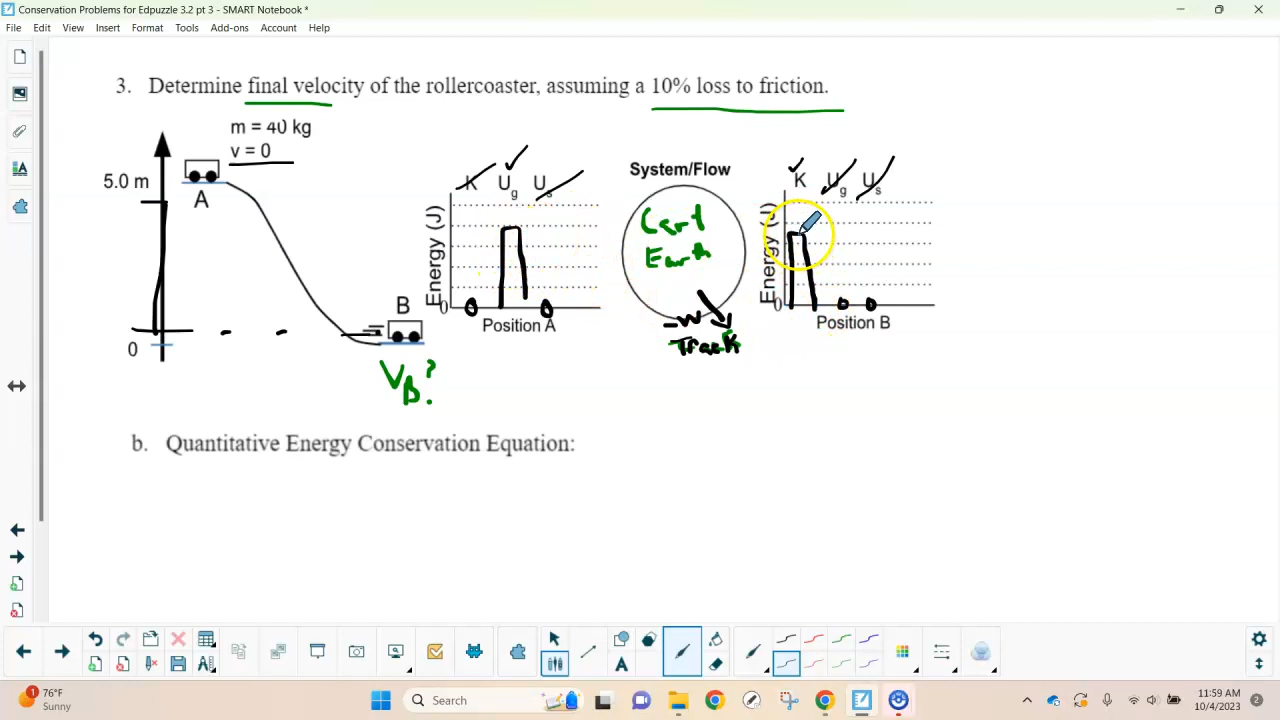 Conservation Problems for Edpuzzle 3.2 pt 3 - SMART Notebook *
File Edit View Insert Format Tools Add-ons Account Help
3. Determine final velocity of the rollercoaster, assuming a 10% loss to friction.
m = 40 kg
v = 0
5.0 m
A
B
0
VB?
K Ug Us
Energy (J)
0
Position A
System/Flow
Cart
Earth
-W
Track
K Ug Us
Energy (J)
0
Position B
b. Quantitative Energy Conservation Equation:
1
76°F
Sunny
Search
11:59 AM
10/4/2023
2